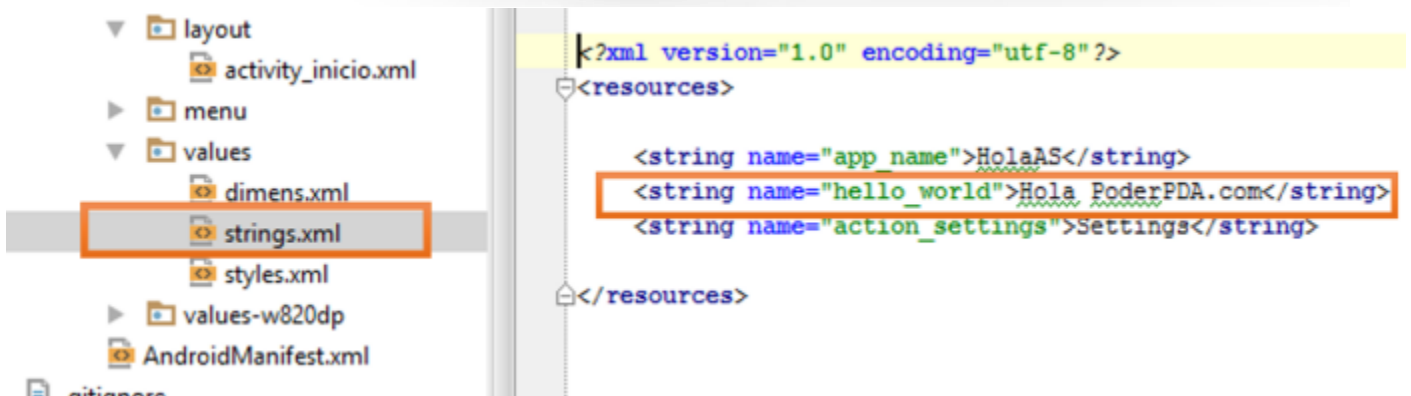 layout
activity_inicio.xml
menu
values
dimens.xml
strings.xml
styles.xml
values-w820dp
AndroidManifest.xml
<?xml version="1.0" encoding="utf-8"?>
<resources>
<string name="app_name">HolaAS</string>
<string name="hello_world">Hola PoderPDA.com</string>
<string name="action_settings">Settings</string>
</resources>